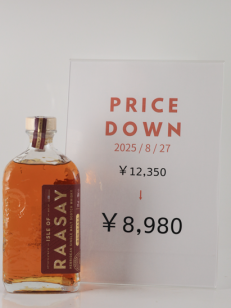 PRICE
DOWN
2025 / 8 / 27
￥12,350
↓
￥8,980
ISLE OF
RAASAY